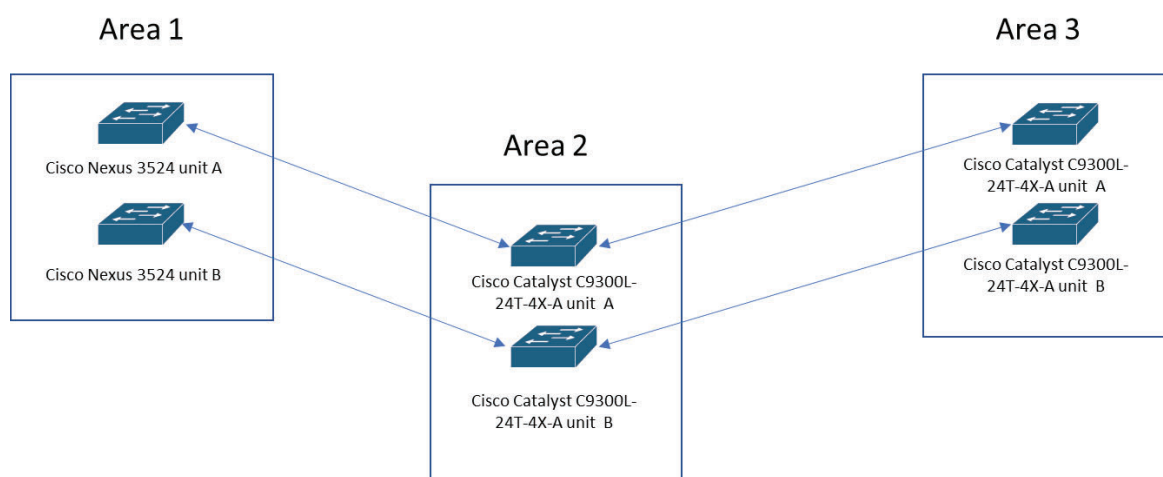 Area 1
Cisco Nexus 3524 unit A
Cisco Nexus 3524 unit B
Area 2
Cisco Catalyst C9300L-
24T-4X-A unit A
Cisco Catalyst C9300L-
24T-4X-A unit B
Area 3
Cisco Catalyst C9300L-
24T-4X-A unit A
Cisco Catalyst C9300L-
24T-4X-A unit B